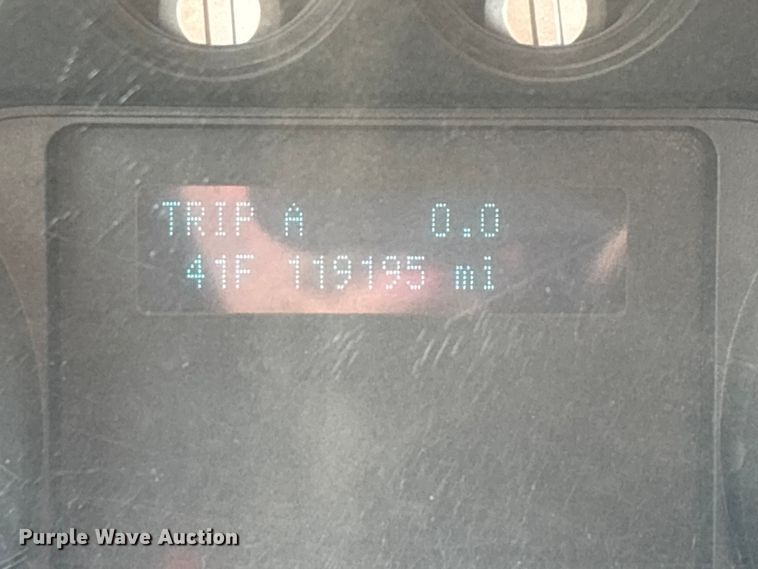 TRIP A 0.0
41F 119195 mi
Purple Wave Auction